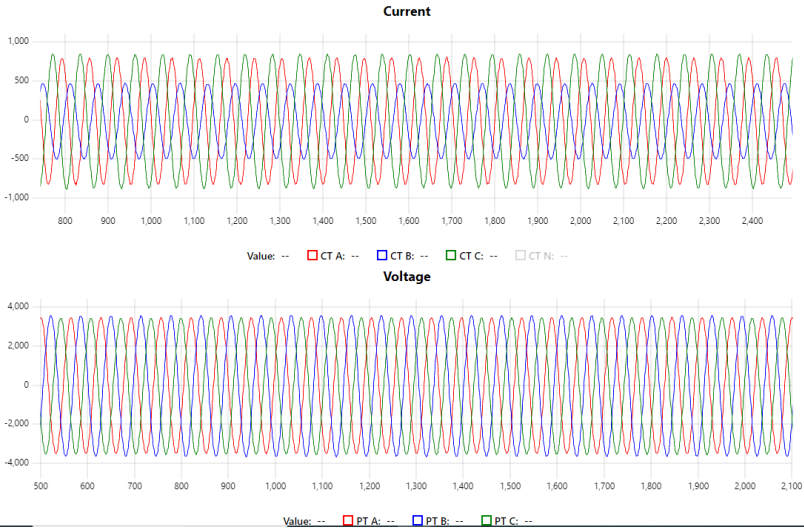 Current
1,000
500
0
-500
-1,000
800 900 1,000 1,100 1,200 1,300 1,400 1,500 1,600 1,700 1,800 1,900 2,000 2,100 2,200 2,300 2,400
Value: -- CT A: -- CT B: -- CT C: -- CT N: --
Voltage
4,000
2,000
0
-2,000
-4,000
500 600 700 800 900 1,000 1,100 1,200 1,300 1,400 1,500 1,600 1,700 1,800 1,900 2,000 2,100
Value: -- PT A: -- PT B: -- PT C: --